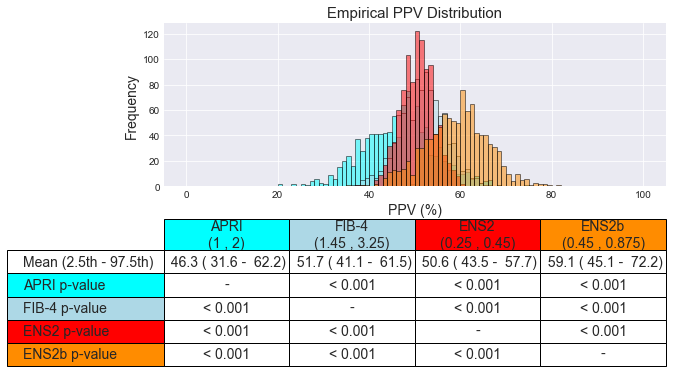 Empirical PPV Distribution
120
100
80
60
40
20
0
Frequency
0 20 40 60 80 100
PPV (%)
APRI FIB-4 ENS2 ENS2b
(1 , 2) (1.45 , 3.25) (0.25 , 0.45) (0.45 , 0.875)
Mean (2.5th - 97.5th) 46.3 ( 31.6 - 62.2) 51.7 ( 41.1 - 61.5) 50.6 ( 43.5 - 57.7) 59.1 ( 45.1 - 72.2)
APRI p-value - < 0.001 < 0.001 < 0.001
FIB-4 p-value < 0.001 - < 0.001 < 0.001
ENS2 p-value < 0.001 < 0.001 - < 0.001
ENS2b p-value < 0.001 < 0.001 < 0.001 -